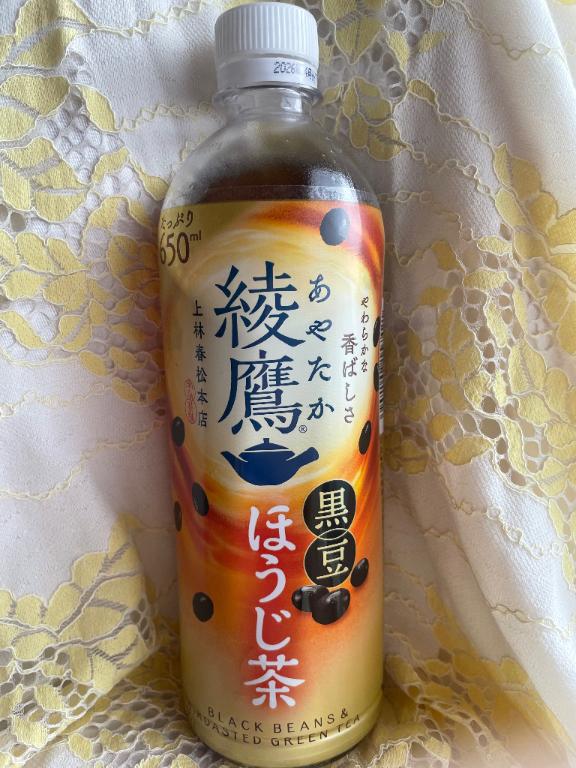 2026
たっぷり
650ml
あやたか
綾鷹®
上林春松本店
やわらかな
香ばしさ
黒豆
ほうじ茶
BLACK BEANS &
ROASTED GREEN TEA